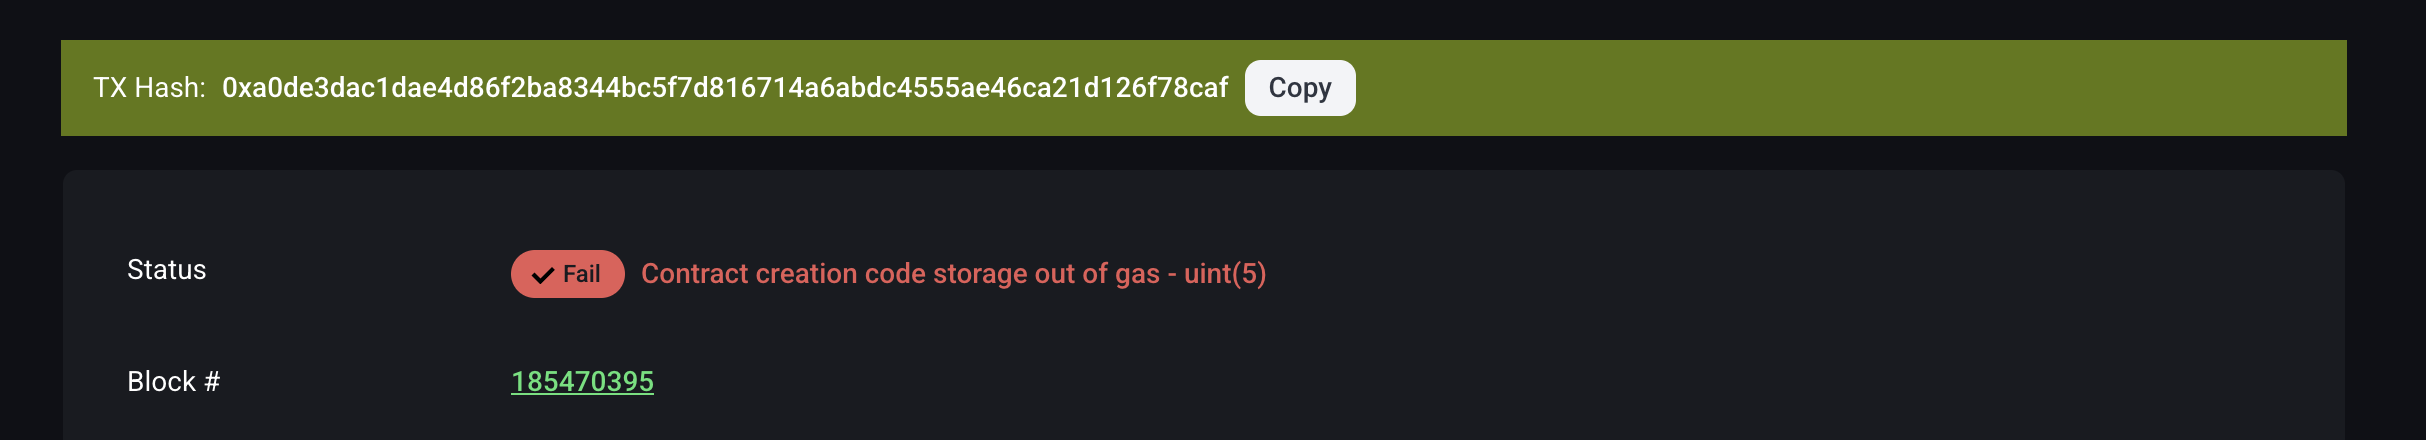 TX Hash: 0xa0de3dac1dae4d86f2ba8344bc5f7d816714a6abdc4555ae46ca21d126f78caf Copy
Status Fail Contract creation code storage out of gas - uint(5)
Block # 185470395